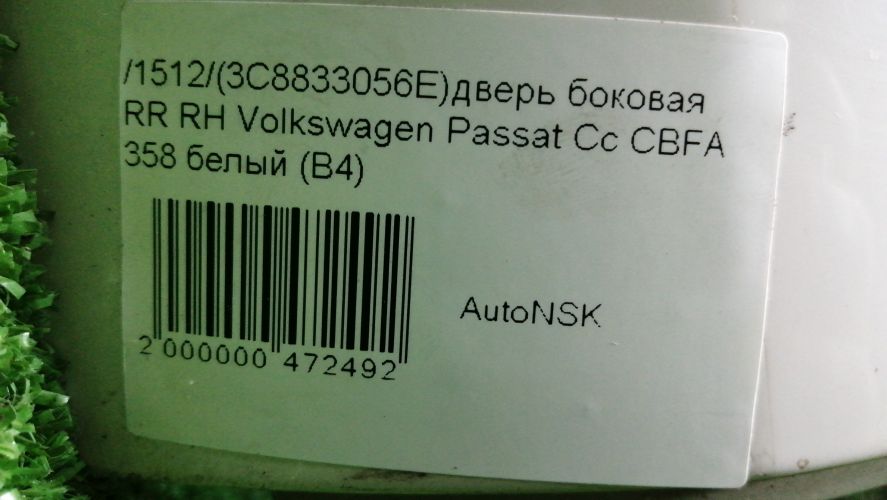 /1512/(3C8833056E)дверь боковая
RR RH Volkswagen Passat Cc CBFA
358 белый (B4)
2 000000 472492
AutoNSK